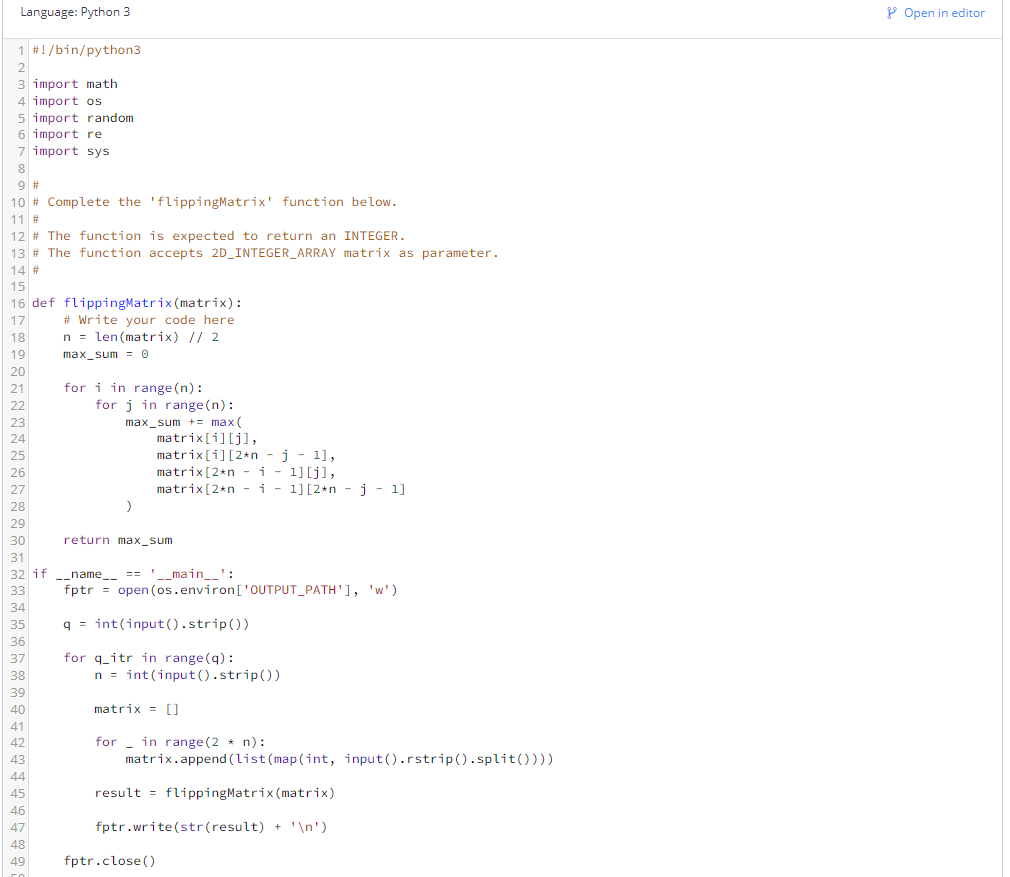 Language: Python 3
Open in editor
1 #!/bin/python3
2
3 import math
4 import os
5 import random
6 import re
7 import sys
8
9 #
10 # Complete the 'flippingMatrix' function below.
11 #
12 # The function is expected to return an INTEGER.
13 # The function accepts 2D_INTEGER_ARRAY matrix as parameter.
14 #
15
16 def flippingMatrix(matrix):
17     # Write your code here
18     n = len(matrix) // 2
19     max_sum = 0
20
21     for i in range(n):
22         for j in range(n):
23             max_sum += max(
24                 matrix[i][j],
25                 matrix[i][2*n - j - 1],
26                 matrix[2*n - i - 1][j],
27                 matrix[2*n - i - 1][2*n - j - 1]
28             )
29
30     return max_sum
31
32 if __name__ == '__main__':
33     fptr = open(os.environ['OUTPUT_PATH'], 'w')
34
35     q = int(input().strip())
36
37     for q_itr in range(q):
38         n = int(input().strip())
39
40         matrix = []
41
42         for _ in range(2 * n):
43             matrix.append(list(map(int, input().rstrip().split())))
44
45         result = flippingMatrix(matrix)
46
47         fptr.write(str(result) + '\n')
48
49     fptr.close()